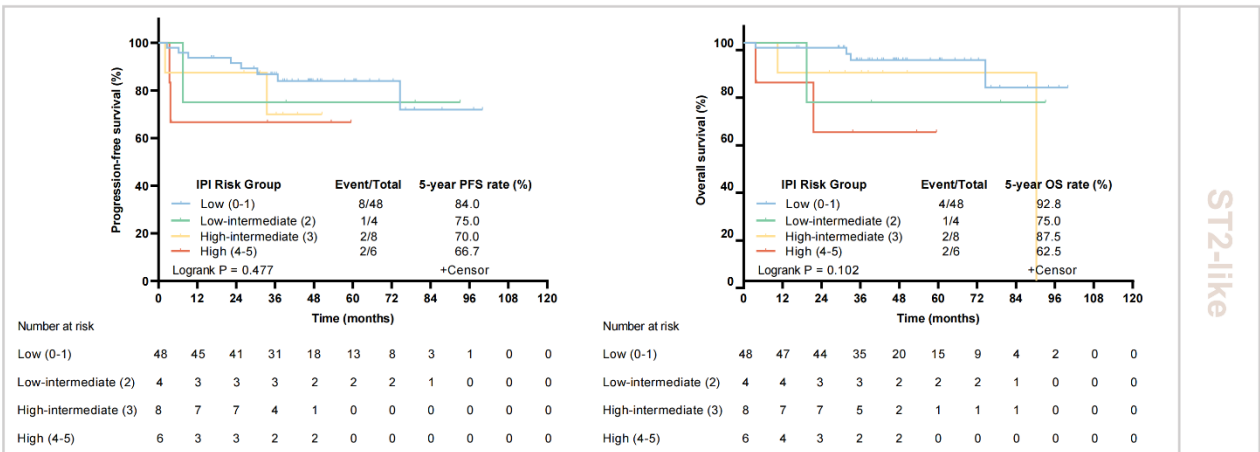 Progression-free survival (%)
100
80
60
40
20
0
IPI Risk Group Event/Total 5-year PFS rate (%)
Low (0-1) 8/48 84.0
Low-intermediate (2) 1/4 75.0
High-intermediate (3) 2/8 70.0
High (4-5) 2/6 66.7
Logrank P = 0.477 +Censor
0 12 24 36 48 60 72 84 96 108 120
Time (months)
Number at risk
Low (0-1) 48 45 41 31 18 13 8 3 1 0 0
Low-intermediate (2) 4 3 3 3 2 2 2 1 0 0 0
High-intermediate (3) 8 7 7 4 1 0 0 0 0 0 0
High (4-5) 6 3 3 2 2 0 0 0 0 0 0
Overall survival (%)
100
80
60
40
20
0
IPI Risk Group Event/Total 5-year OS rate (%)
Low (0-1) 4/48 92.8
Low-intermediate (2) 1/4 75.0
High-intermediate (3) 2/8 87.5
High (4-5) 2/6 62.5
Logrank P = 0.102 +Censor
0 12 24 36 48 60 72 84 96 108 120
Time (months)
Number at risk
Low (0-1) 48 47 44 35 20 15 9 4 2 0 0
Low-intermediate (2) 4 4 3 3 2 2 2 1 0 0 0
High-intermediate (3) 8 7 7 5 2 1 1 1 0 0 0
High (4-5) 6 4 3 2 2 0 0 0 0 0 0
ST2-like